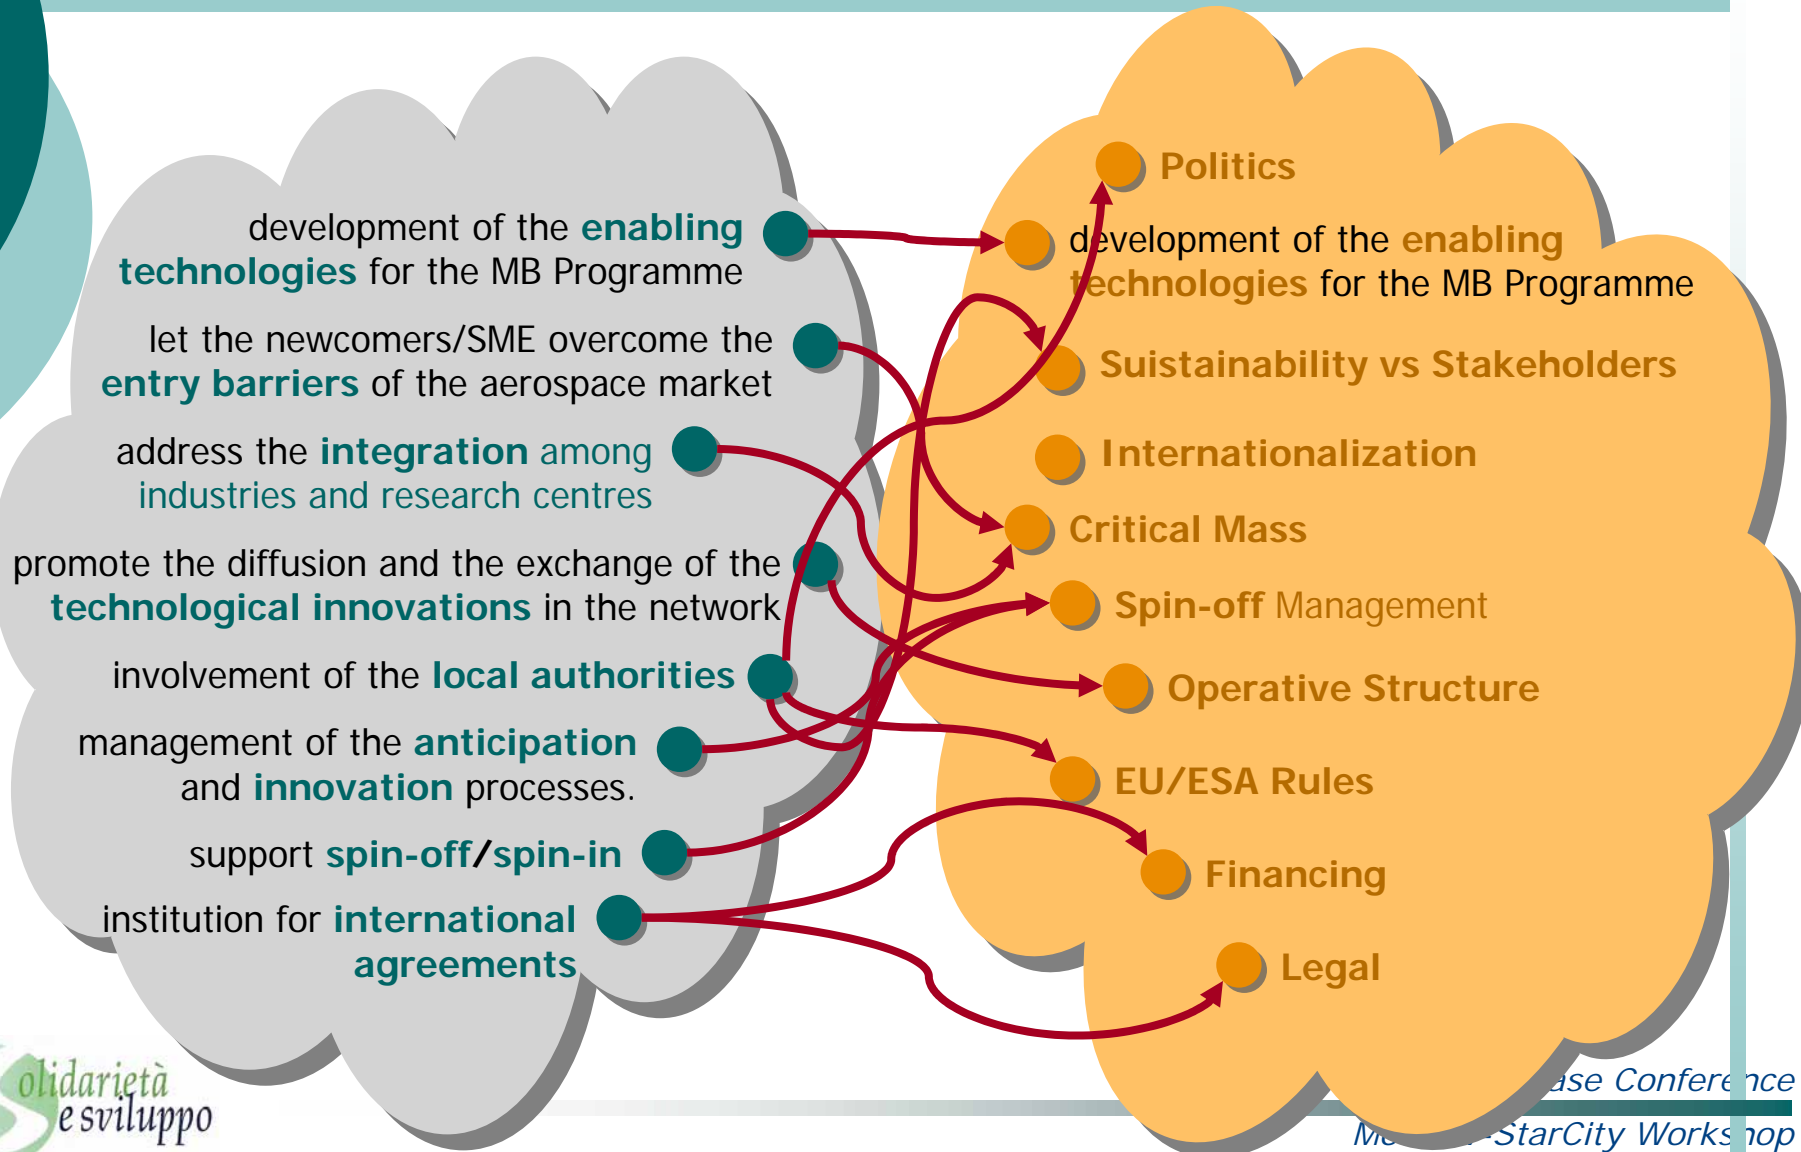 development of the enabling
technologies for the MB Programme
let the newcomers/SME overcome the
entry barriers of the aerospace market
address the integration among
industries and research centres
promote the diffusion and the exchange of the
technological innovations in the network
involvement of the local authorities
management of the anticipation
and innovation processes.
support spin-off/spin-in
institution for international
agreements
Politics
development of the enabling
technologies for the MB Programme
Suistainability vs Stakeholders
Internationalization
Critical Mass
Spin-off Management
Operative Structure
EU/ESA Rules
Financing
Legal
olidarietà
e sviluppo
Conference
-StarCity Workshop